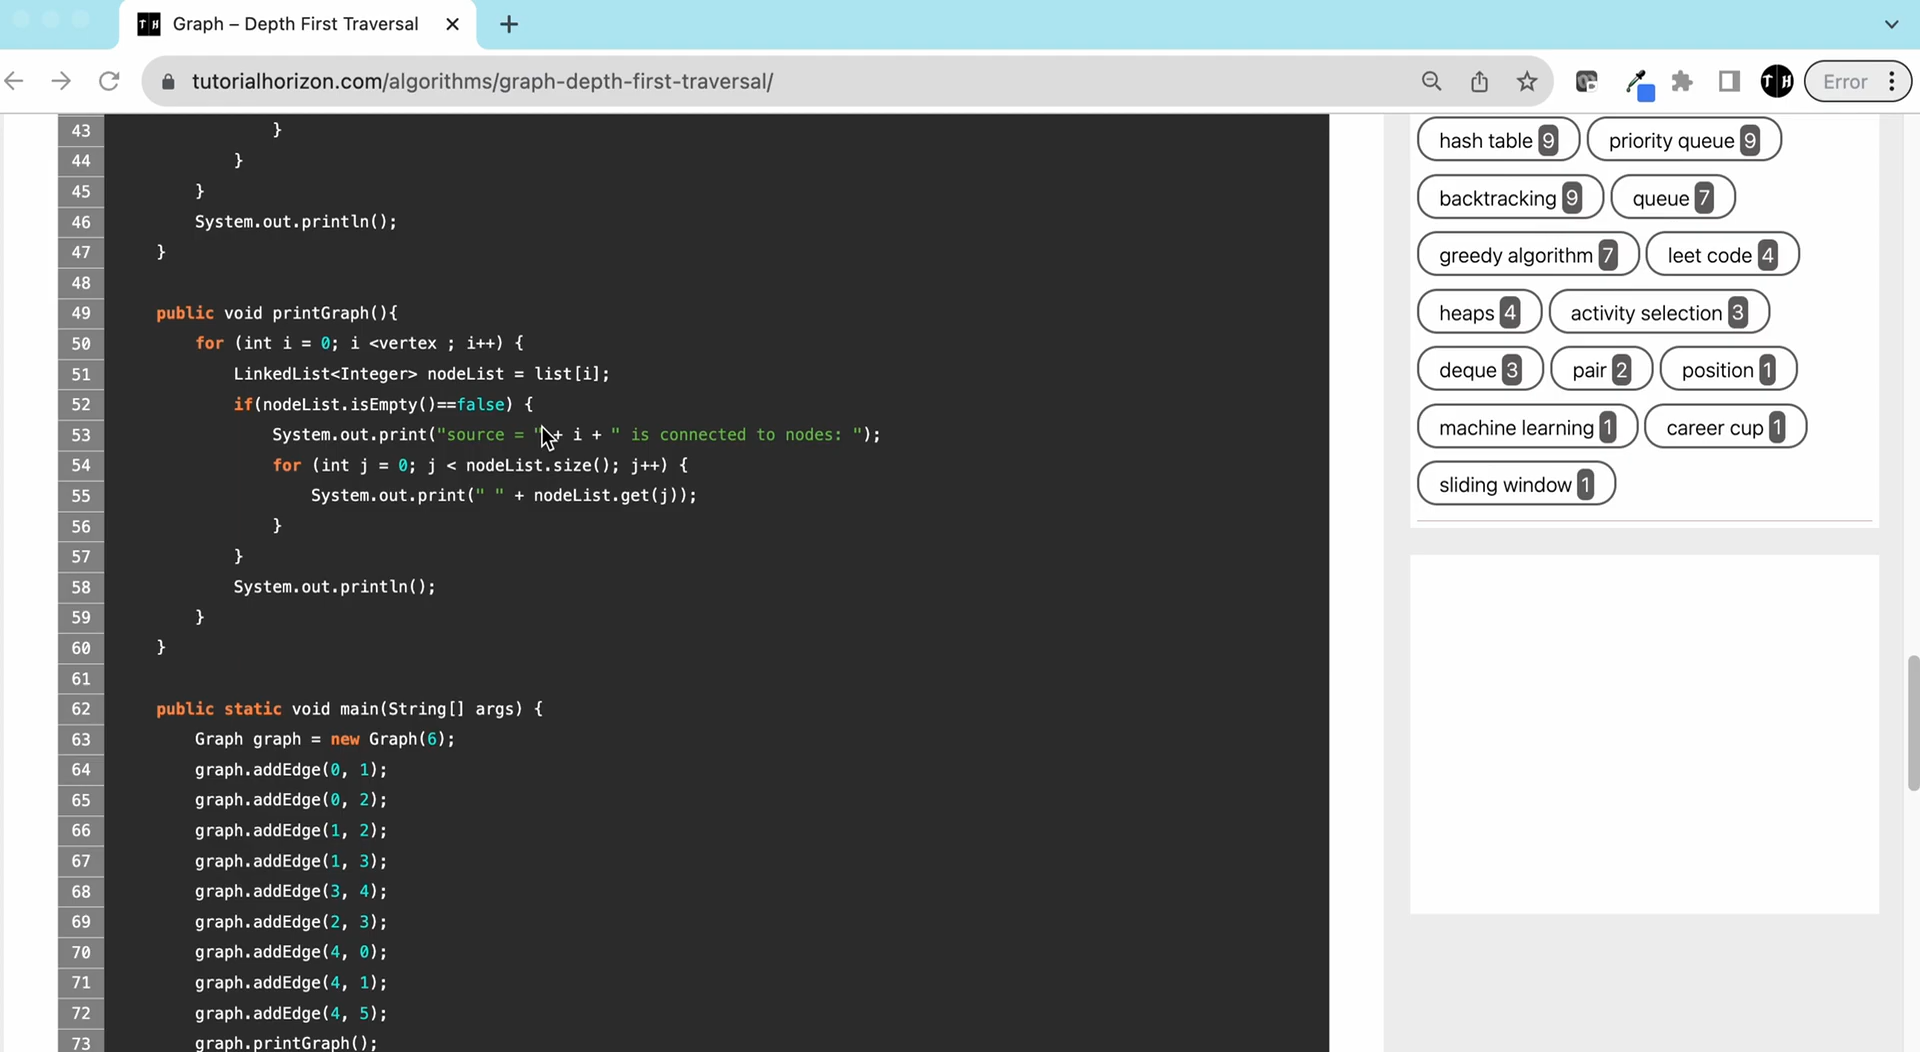 TH Graph – Depth First Traversal
tutorialhorizon.com/algorithms/graph-depth-first-traversal/
TH
Error
43 }
44 }
45 }
46 System.out.println();
47 }
48
49 public void printGraph(){
50 for (int i = 0; i <vertex ; i++) {
51 LinkedList<Integer> nodeList = list[i];
52 if(nodeList.isEmpty()==false) {
53 System.out.print("source = "+ i + " is connected to nodes: ");
54 for (int j = 0; j < nodeList.size(); j++) {
55 System.out.print(" " + nodeList.get(j));
56 }
57 }
58 System.out.println();
59 }
60 }
61
62 public static void main(String[] args) {
63 Graph graph = new Graph(6);
64 graph.addEdge(0, 1);
65 graph.addEdge(0, 2);
66 graph.addEdge(1, 2);
67 graph.addEdge(1, 3);
68 graph.addEdge(3, 4);
69 graph.addEdge(2, 3);
70 graph.addEdge(4, 0);
71 graph.addEdge(4, 1);
72 graph.addEdge(4, 5);
73 graph.printGraph();
hash table 9 priority queue 9
backtracking 9 queue 7
greedy algorithm 7 leet code 4
heaps 4 activity selection 3
deque 3 pair 2 position 1
machine learning 1 career cup 1
sliding window 1